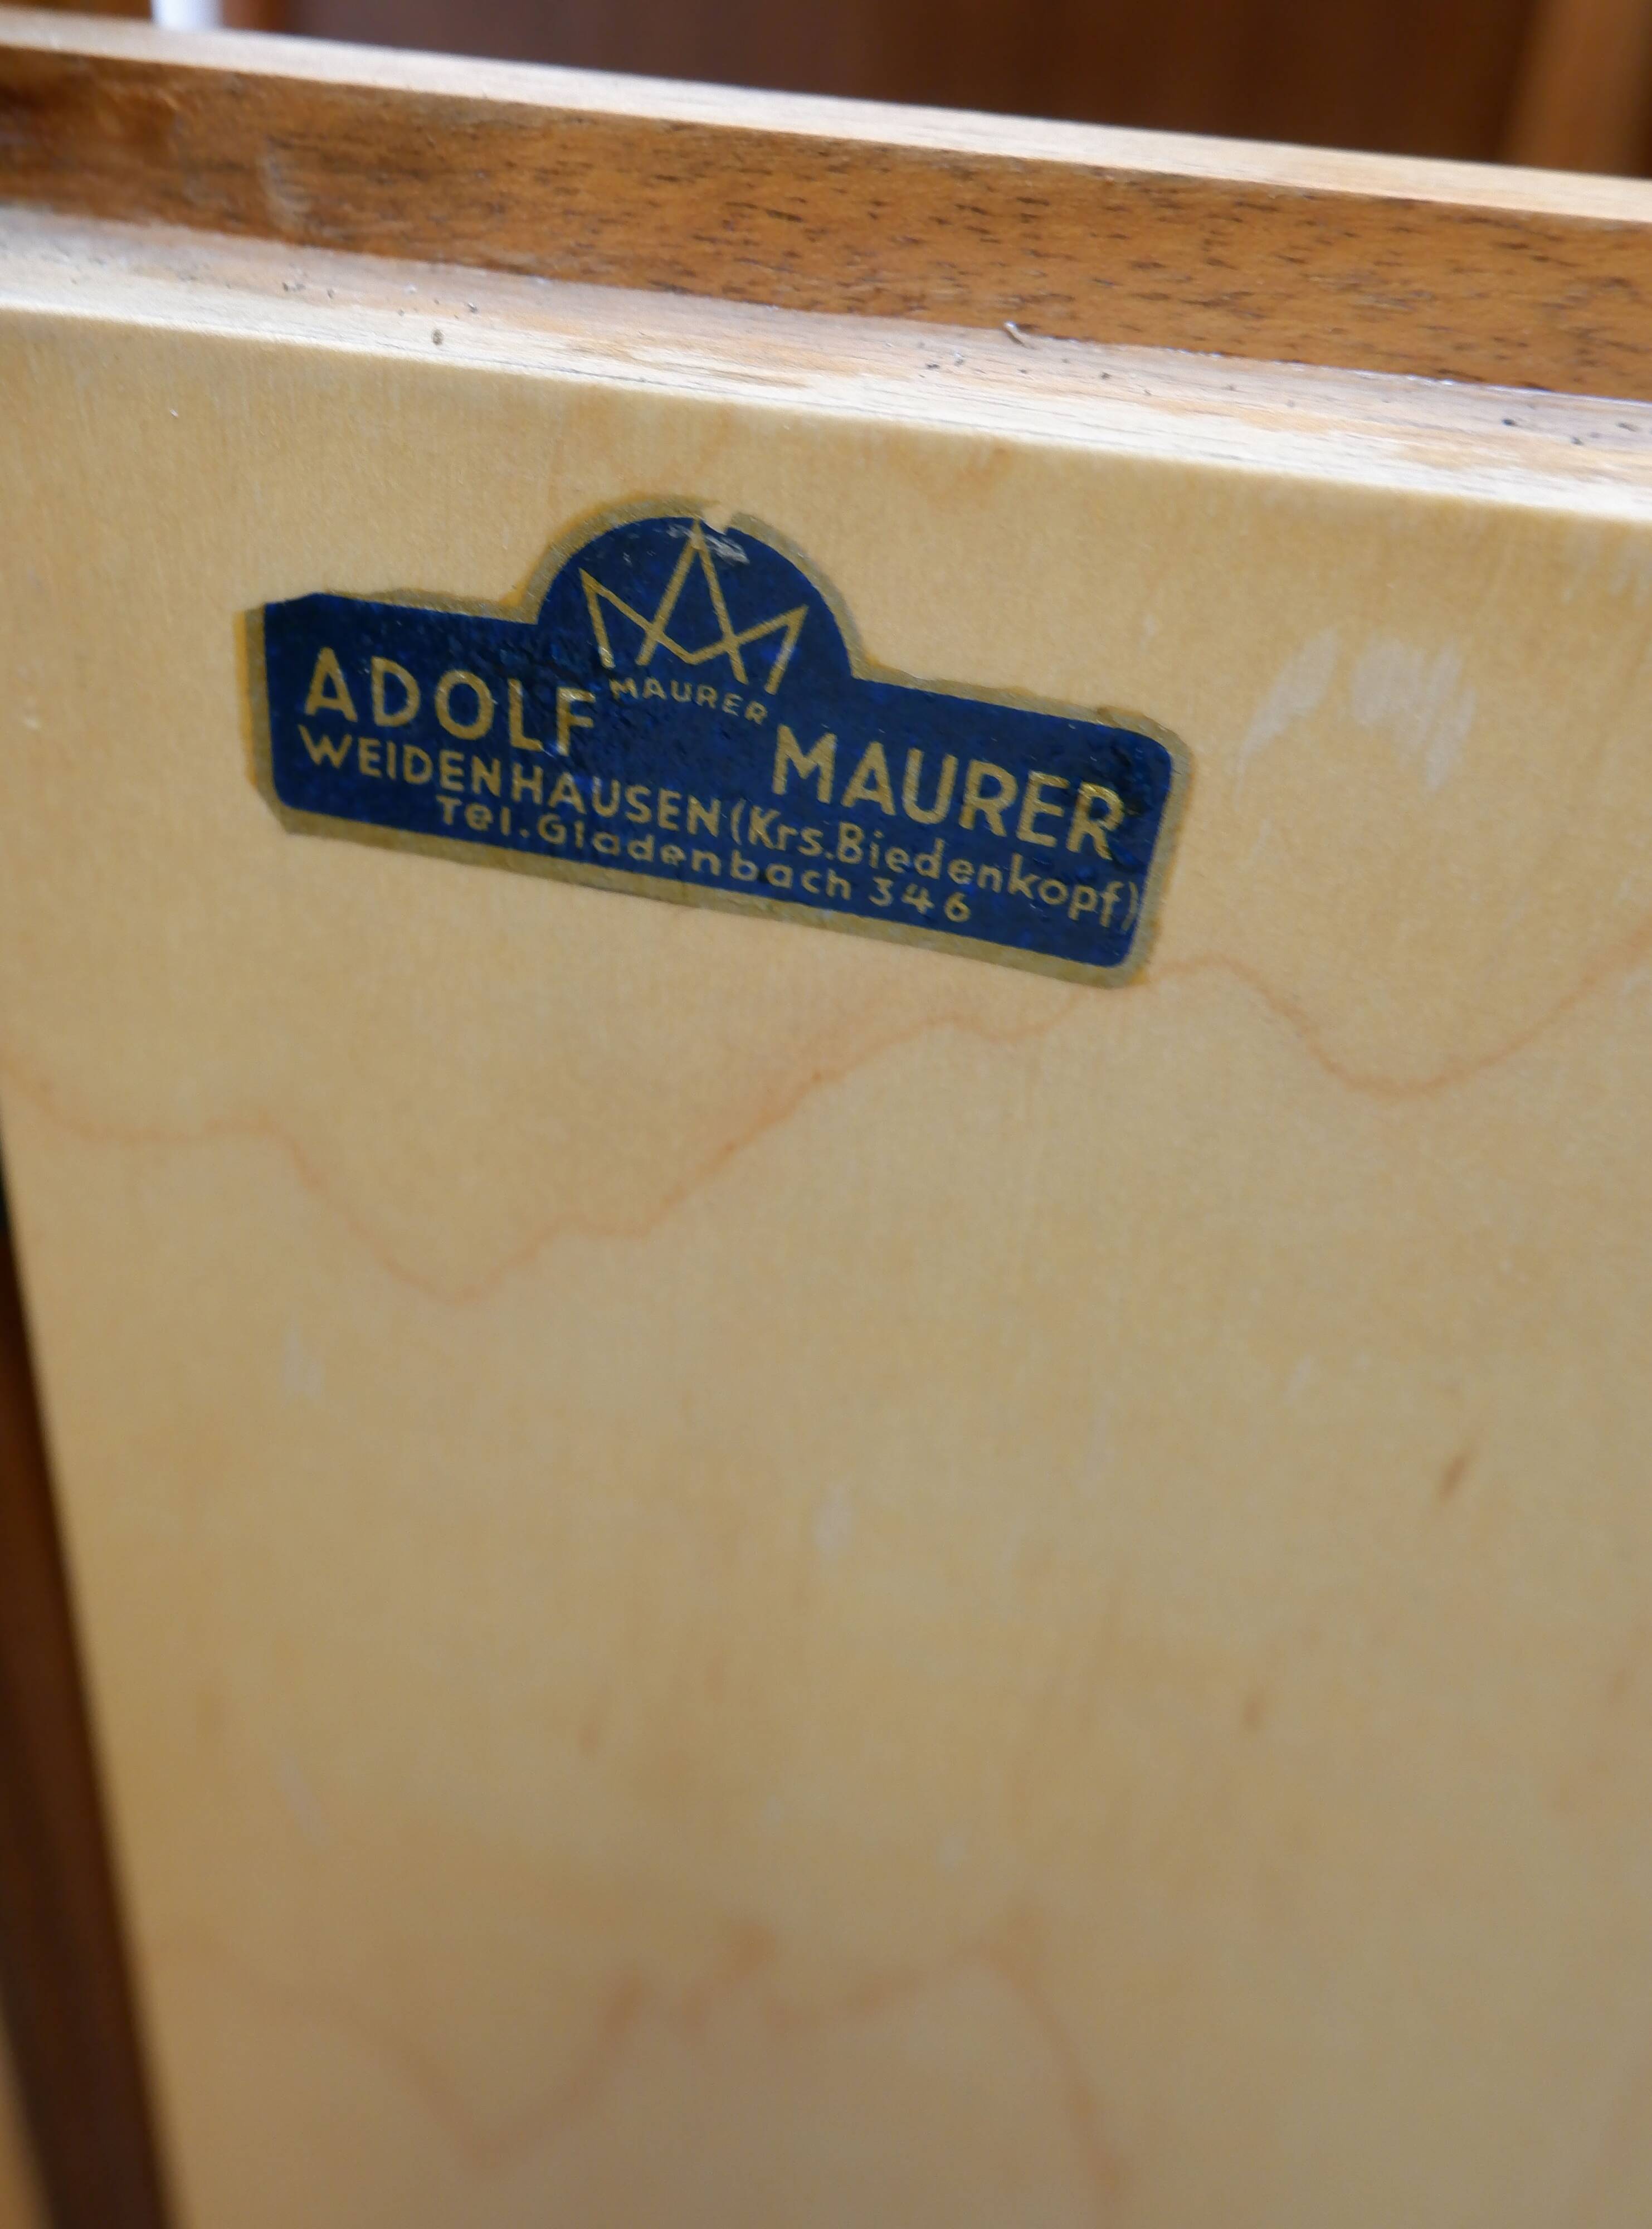 MAURER
ADOLF MAURER
WEIDENHAUSEN (Krs. Biedenkopf)
Tel. Gladenbach 346